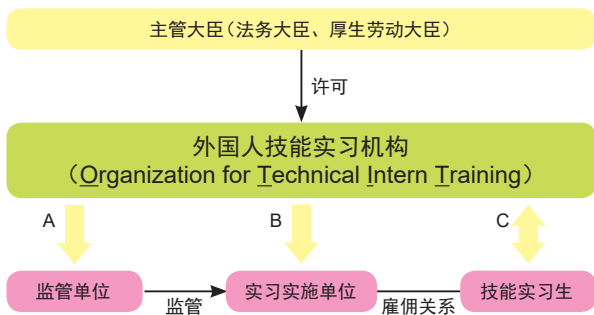 主管大臣（法务大臣、厚生劳动大臣）
许可
外国人技能实习机构
（Organization for Technical Intern Training）
A
B
C
监管单位
监管
实习实施单位
雇佣关系
技能实习生